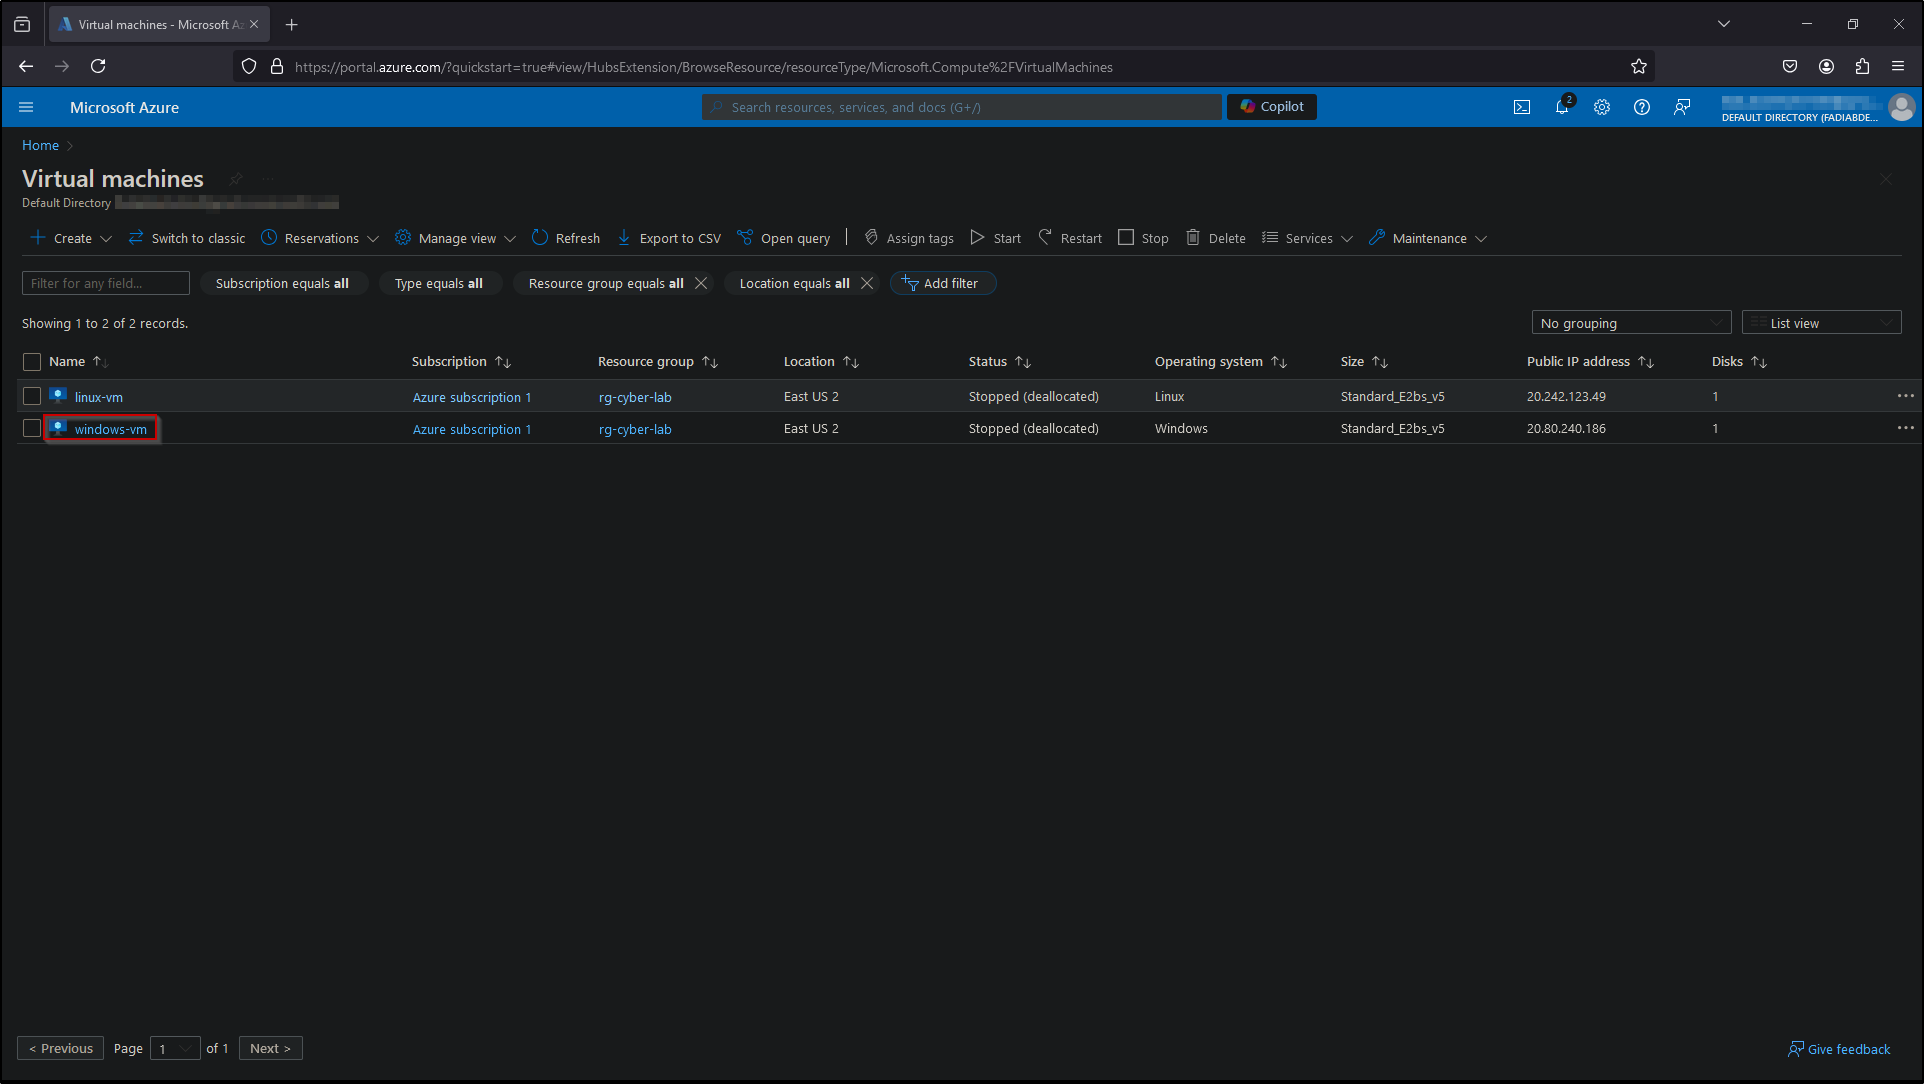 Virtual machines - Microsoft Az
https://portal.azure.com/?quickstart=true#view/HubsExtension/BrowseResource/resourceType/Microsoft.Compute%2FVirtualMachines
Microsoft Azure
Search resources, services, and docs (G+/)
Copilot
2
DEFAULT DIRECTORY (FADIABDE...
Home
Virtual machines
Default Directory
Create
Switch to classic
Reservations
Manage view
Refresh
Export to CSV
Open query
Assign tags
Start
Restart
Stop
Delete
Services
Maintenance
Filter for any field...
Subscription equals all
Type equals all
Resource group equals all
Location equals all
Add filter
Showing 1 to 2 of 2 records.
No grouping
List view
Name Subscription Resource group Location Status Operating system Size Public IP address Disks
linux-vm Azure subscription 1 rg-cyber-lab East US 2 Stopped (deallocated) Linux Standard_E2bs_v5 20.242.123.49 1
windows-vm Azure subscription 1 rg-cyber-lab East US 2 Stopped (deallocated) Windows Standard_E2bs_v5 20.80.240.186 1
< Previous Page 1 of 1 Next >
Give feedback